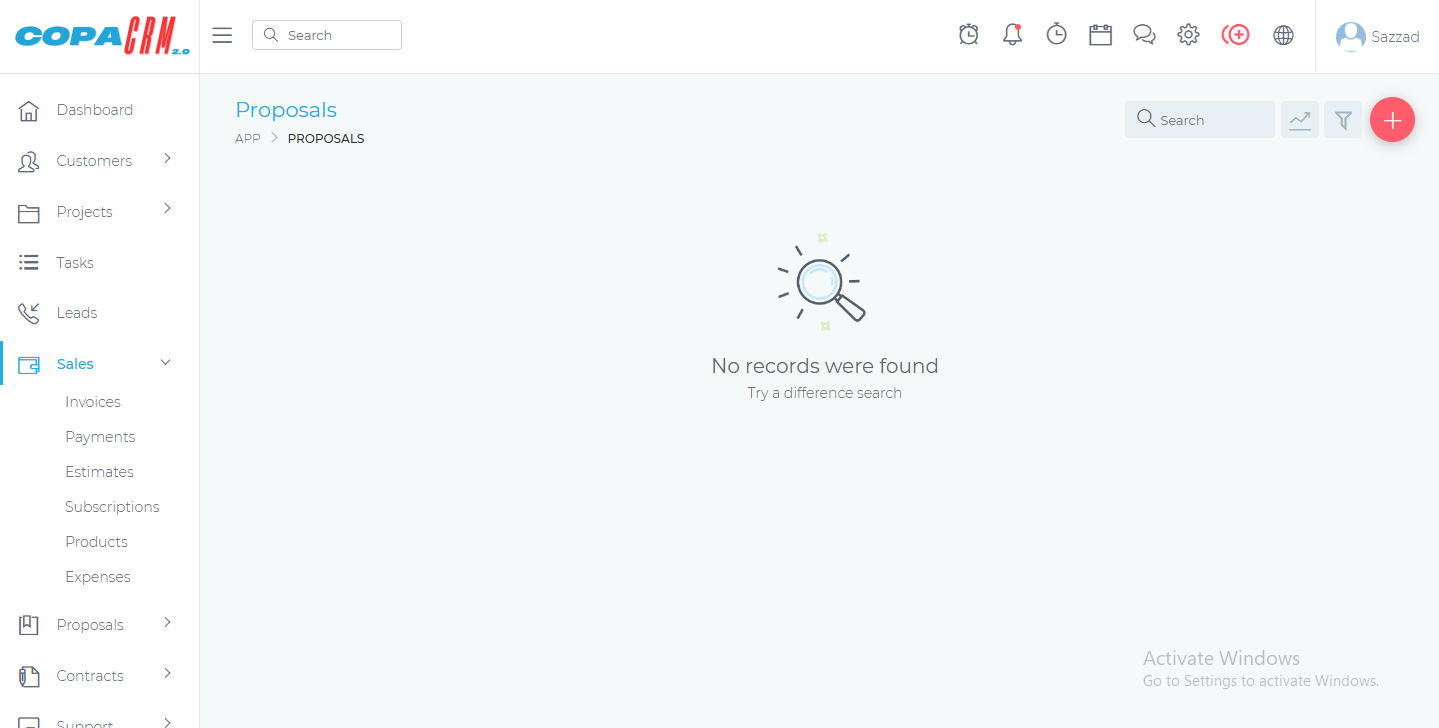 COPACRM 2.0
Search
Sazzad
Dashboard
Customers
Projects
Tasks
Leads
Sales
Invoices
Payments
Estimates
Subscriptions
Products
Expenses
Proposals
Contracts
Support
Proposals
APP PROPOSALS
Search
No records were found
Try a difference search
Activate Windows
Go to Settings to activate Windows.